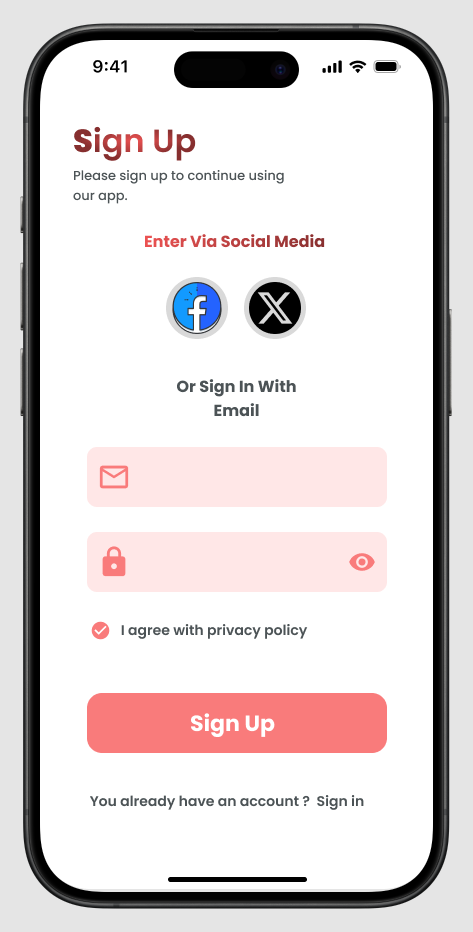 9:41
Sign Up
Please sign up to continue using
our app.
Enter Via Social Media
Or Sign In With
Email
I agree with privacy policy
Sign Up
You already have an account ? Sign in